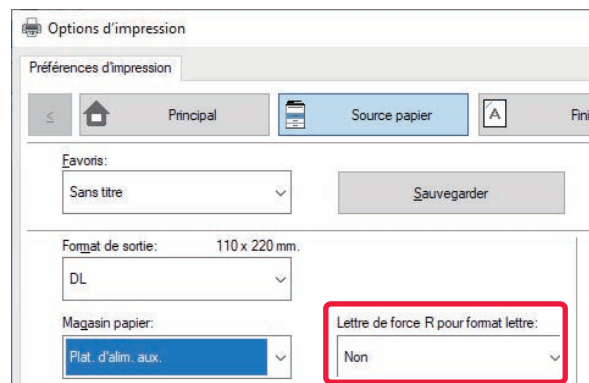 Options d'impression
Préférences d'impression
≤ Principal Source papier A
Favoris:
Sans titre Sauvegarder
Format de sortie: 110 x 220 mm.
DL
Magasin papier: Lettre de force R pour format lettre:
Plat. d'alim. aux. Non